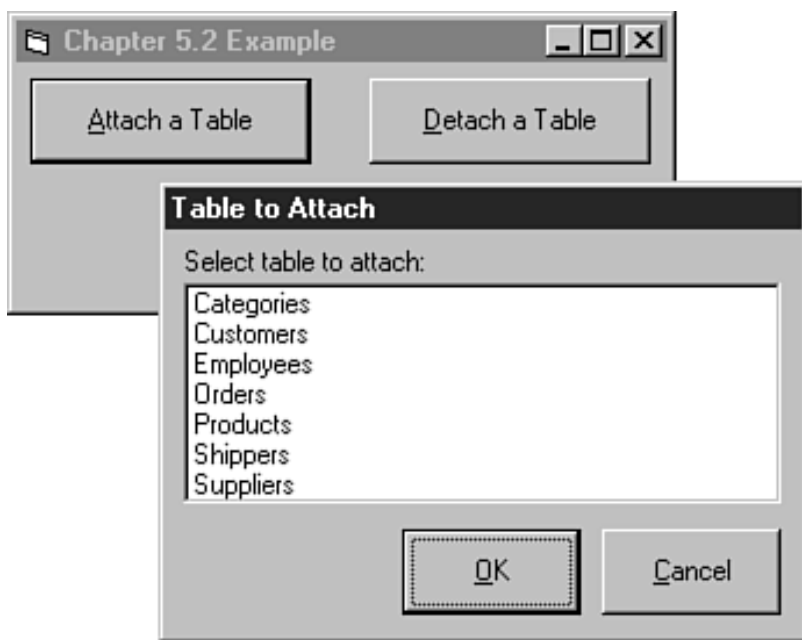 Chapter 5.2 Example
Attach a Table
Detach a Table
Table to Attach
Select table to attach:
Categories
Customers
Employees
Orders
Products
Shippers
Suppliers
OK
Cancel